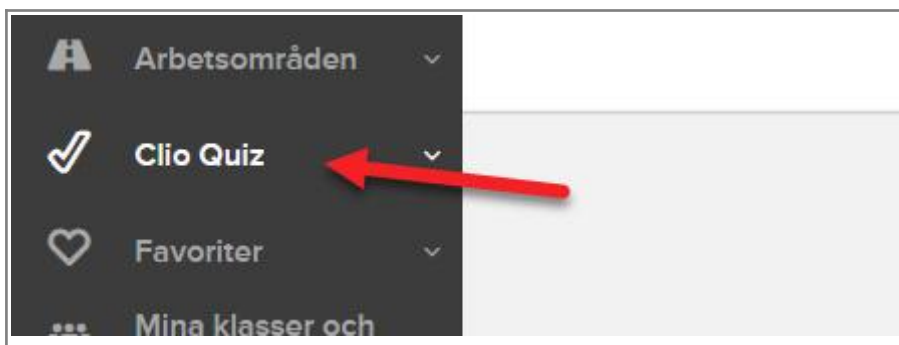 Arbetsområden
Clio Quiz
Favoriter
Mina klasser och